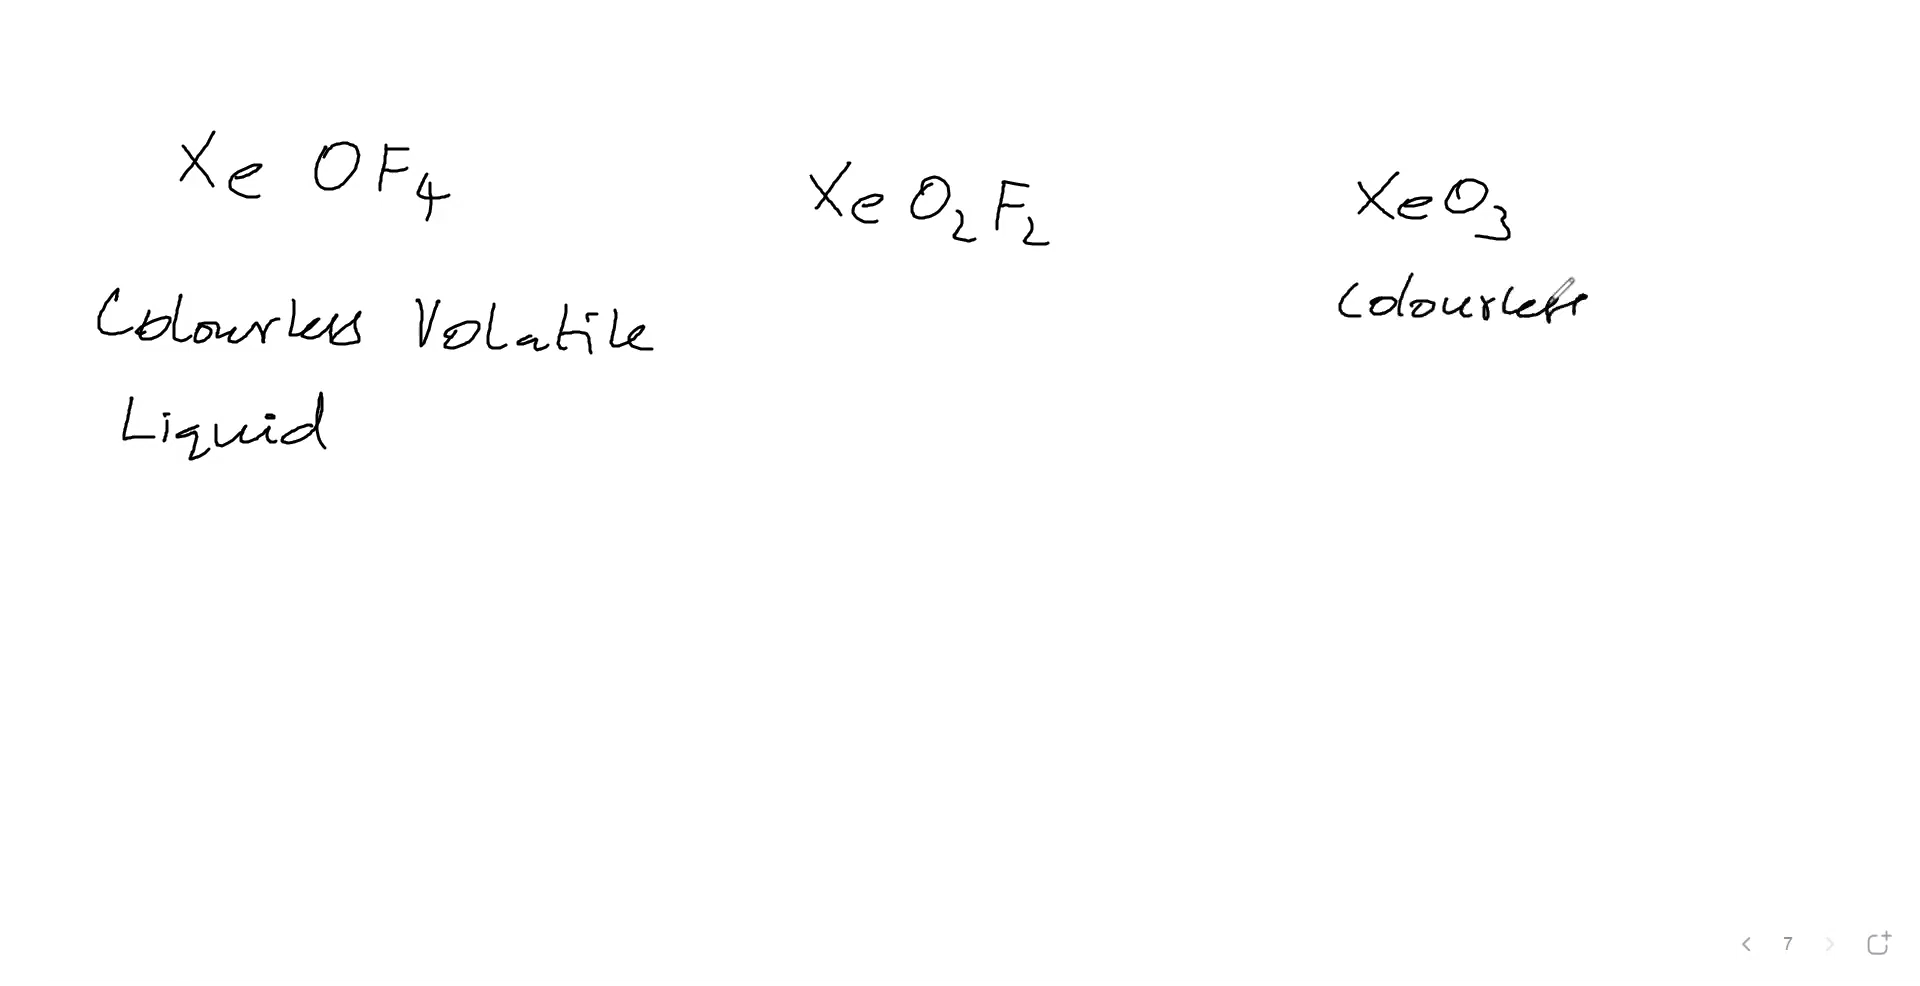 XeOF₄
XeO₂F₂
XeO₃
Colourless Volatile
Liquid
Colourless
7